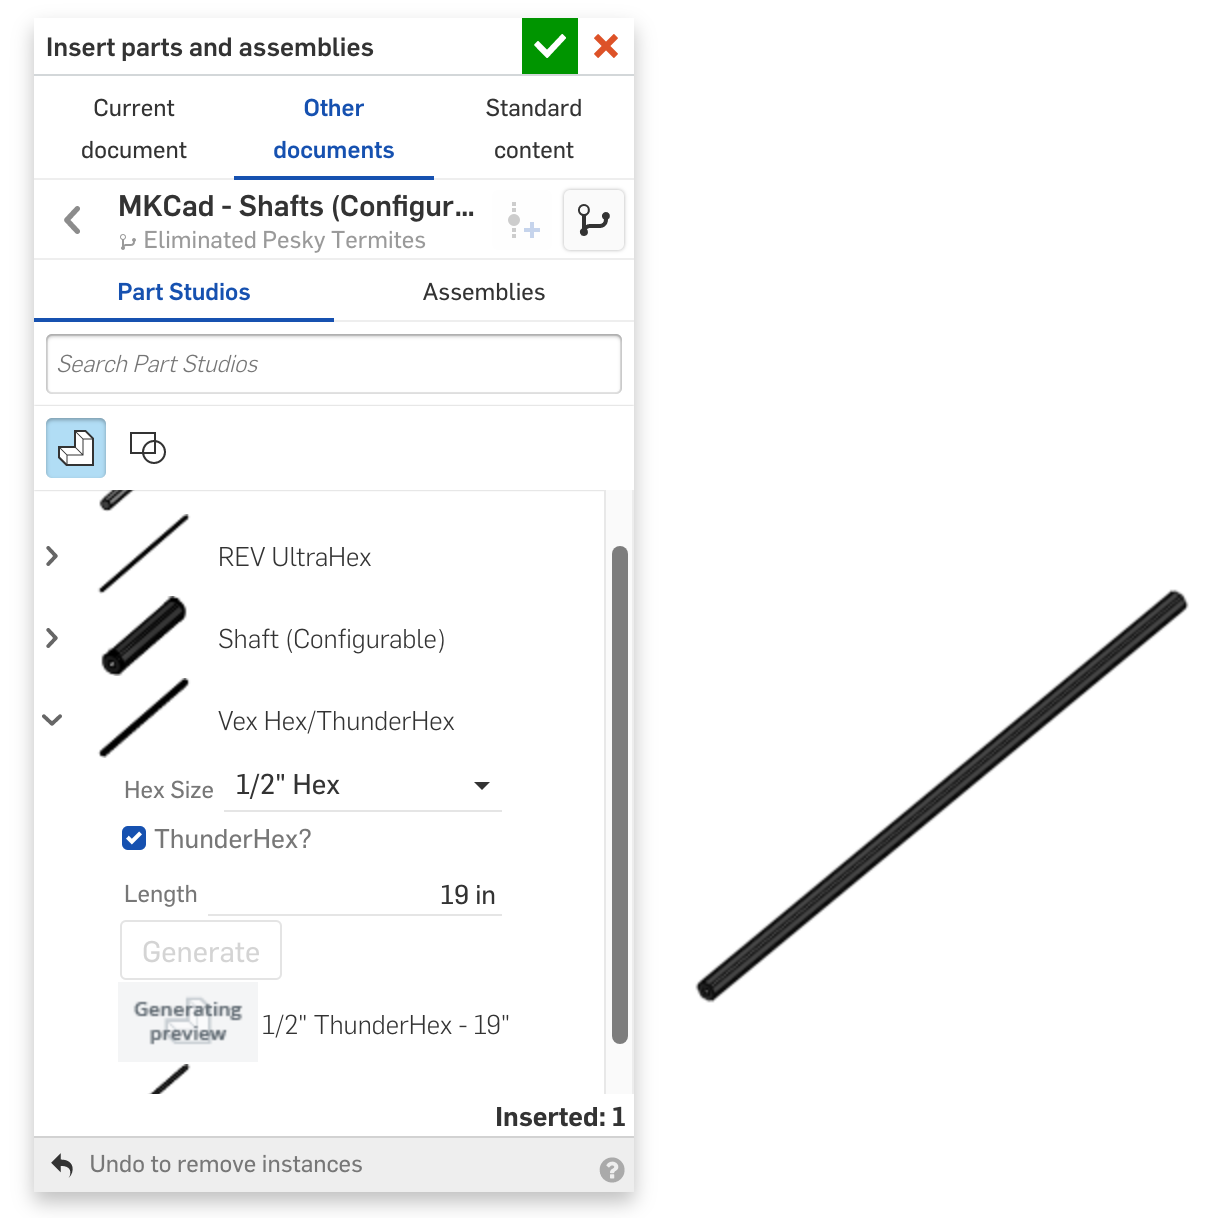 Insert parts and assemblies
Current document
Other documents
Standard content
MKCad - Shafts (Configur...
Eliminated Pesky Termites
Part Studios
Assemblies
Search Part Studios
REV UltraHex
Shaft (Configurable)
Vex Hex/ThunderHex
Hex Size 1/2" Hex
ThunderHex?
Length 19 in
Generate
Generating preview
1/2" ThunderHex - 19"
Inserted: 1
Undo to remove instances
?